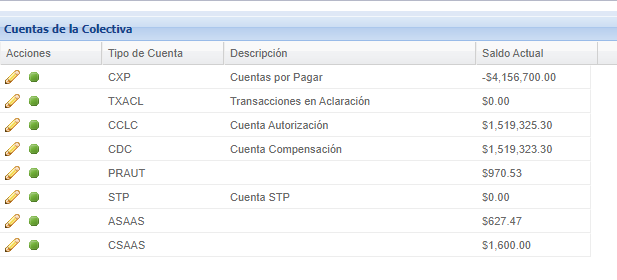 Cuentas de la Colectiva
Acciones Tipo de Cuenta Descripción Saldo Actual
CXP Cuentas por Pagar -$4,156,700.00
TXACL Transacciones en Aclaración $0.00
CCLC Cuenta Autorización $1,519,325.30
CDC Cuenta Compensación $1,519,323.30
PRAUT $970.53
STP Cuenta STP $0.00
ASAAS $627.47
CSAAS $1,600.00